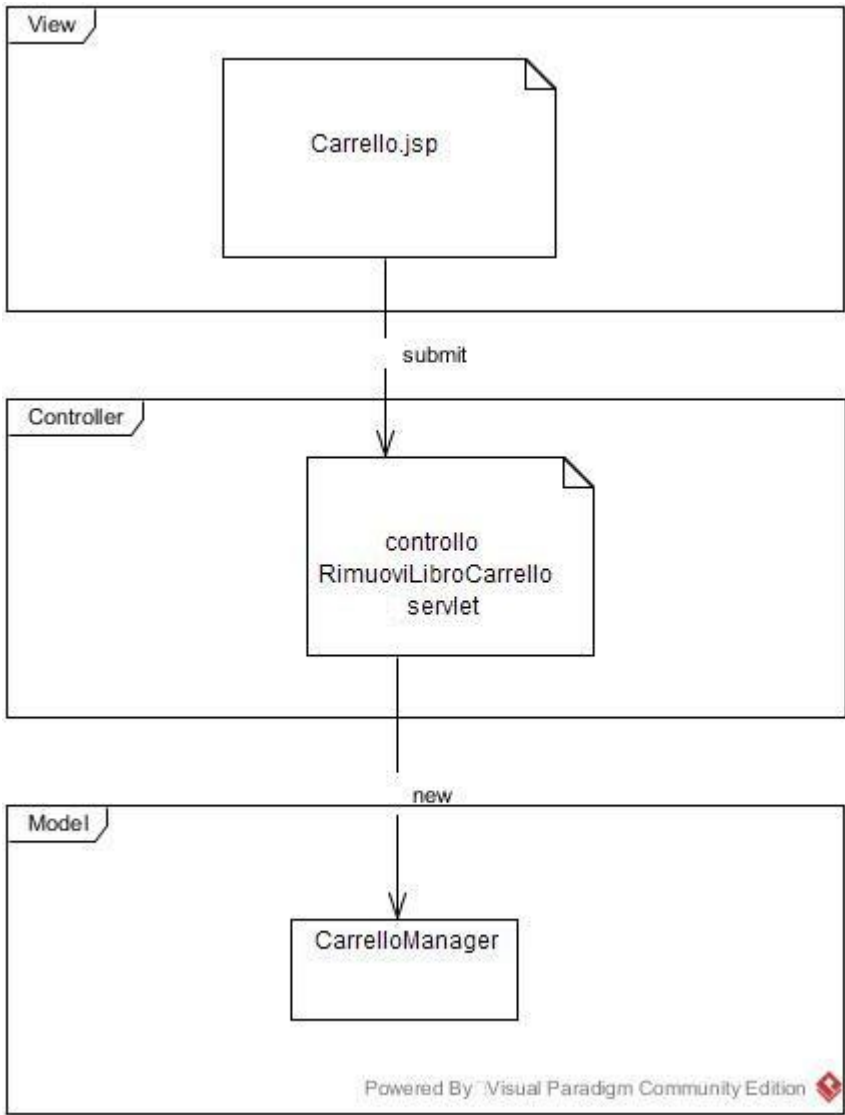 View
Carrello.jsp
submit
Controller
controllo
RimuoviLibroCarrello
servlet
new
Model
CarrelloManager
Powered By Visual Paradigm Community Edition